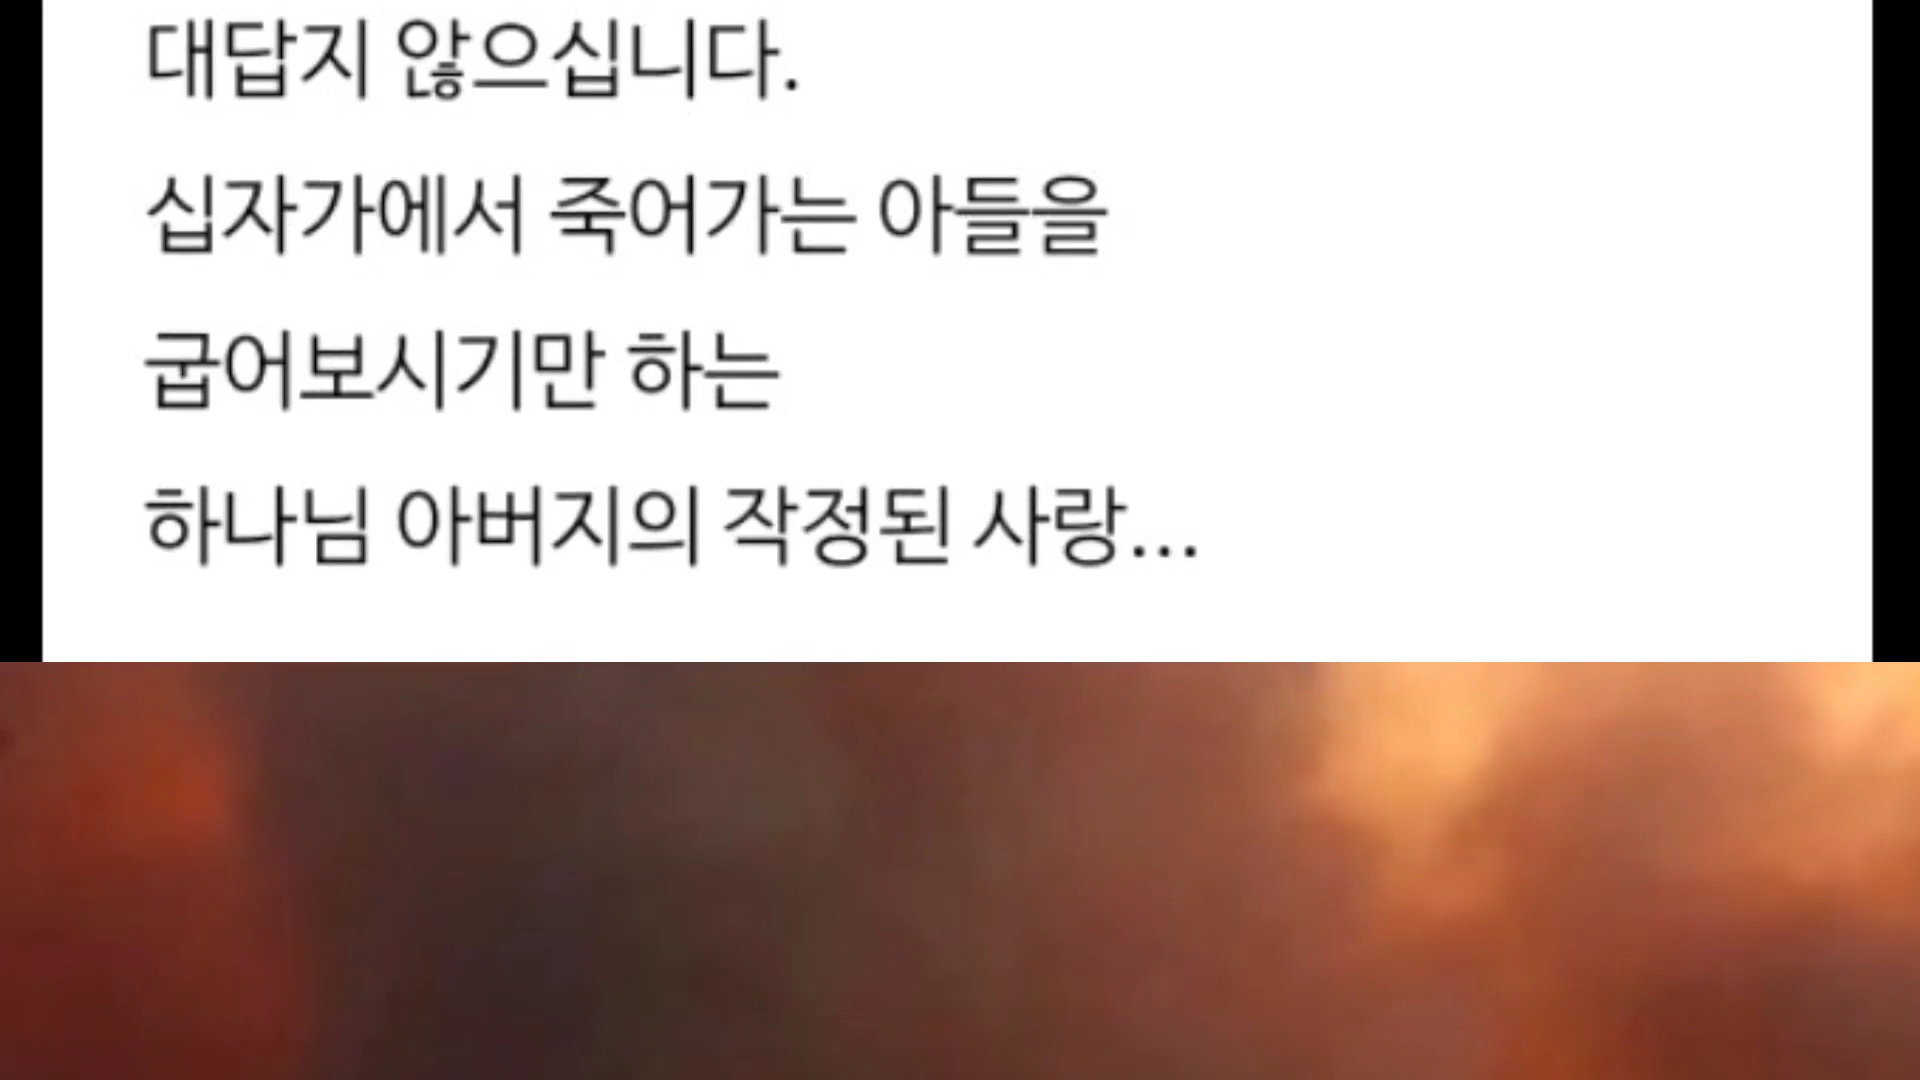 대답지 않으십니다.
십자가에서 죽어가는 아들을
굽어보시기만 하는
하나님 아버지의 작정된 사랑...